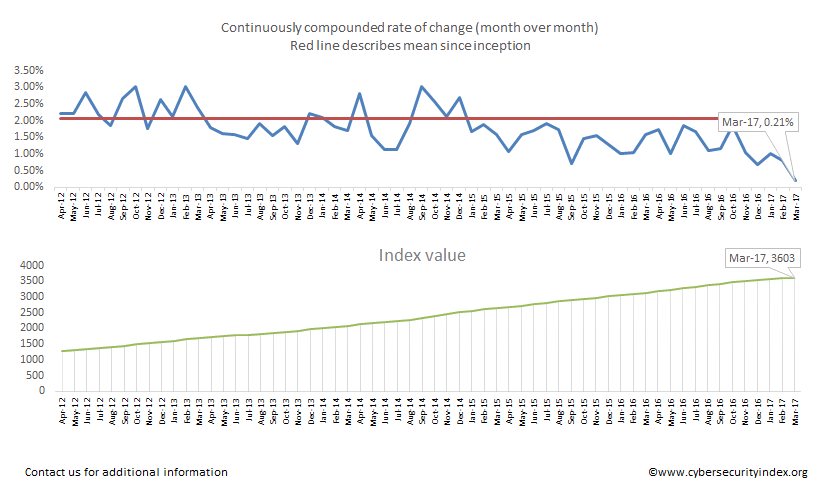 Continuously compounded rate of change (month over month)
Red line describes mean since inception
3.50%
3.00%
2.50%
2.00%
1.50%
1.00%
0.50%
0.00%
Mar-17, 0.21%
Apr-12 May-12 Jun-12 Jul-12 Aug-12 Sep-12 Oct-12 Nov-12 Dec-12 Jan-13 Feb-13 Mar-13 Apr-13 May-13 Jun-13 Jul-13 Aug-13 Sep-13 Oct-13 Nov-13 Dec-13 Jan-14 Feb-14 Mar-14 Apr-14 May-14 Jun-14 Jul-14 Aug-14 Sep-14 Oct-14 Nov-14 Dec-14 Jan-15 Feb-15 Mar-15 Apr-15 May-15 Jun-15 Jul-15 Aug-15 Sep-15 Oct-15 Nov-15 Dec-15 Jan-16 Feb-16 Mar-16 Apr-16 May-16 Jun-16 Jul-16 Aug-16 Sep-16 Oct-16 Nov-16 Dec-16 Jan-17 Feb-17 Mar-17
Index value
Mar-17, 3603
4000
3500
3000
2500
2000
1500
1000
500
0
Apr-12 May-12 Jun-12 Jul-12 Aug-12 Sep-12 Oct-12 Nov-12 Dec-12 Jan-13 Feb-13 Mar-13 Apr-13 May-13 Jun-13 Jul-13 Aug-13 Sep-13 Oct-13 Nov-13 Dec-13 Jan-14 Feb-14 Mar-14 Apr-14 May-14 Jun-14 Jul-14 Aug-14 Sep-14 Oct-14 Nov-14 Dec-14 Jan-15 Feb-15 Mar-15 Apr-15 May-15 Jun-15 Jul-15 Aug-15 Sep-15 Oct-15 Nov-15 Dec-15 Jan-16 Feb-16 Mar-16 Apr-16 May-16 Jun-16 Jul-16 Aug-16 Sep-16 Oct-16 Nov-16 Dec-16 Jan-17 Feb-17 Mar-17
Contact us for additional information
©www.cybersecurityindex.org